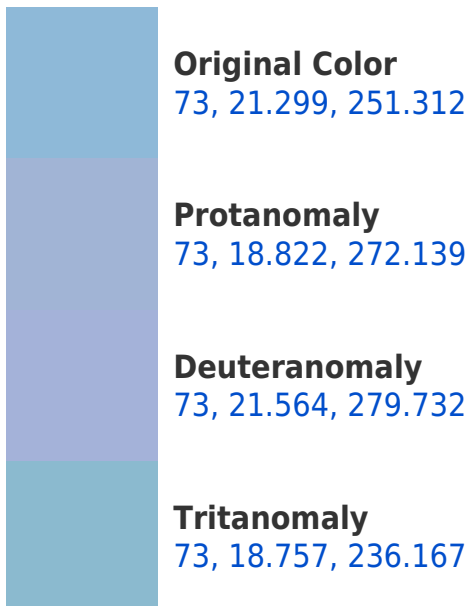 Original Color
73, 21.299, 251.312
Protanomaly
73, 18.822, 272.139
Deuteranomaly
73, 21.564, 279.732
Tritanomaly
73, 18.757, 236.167